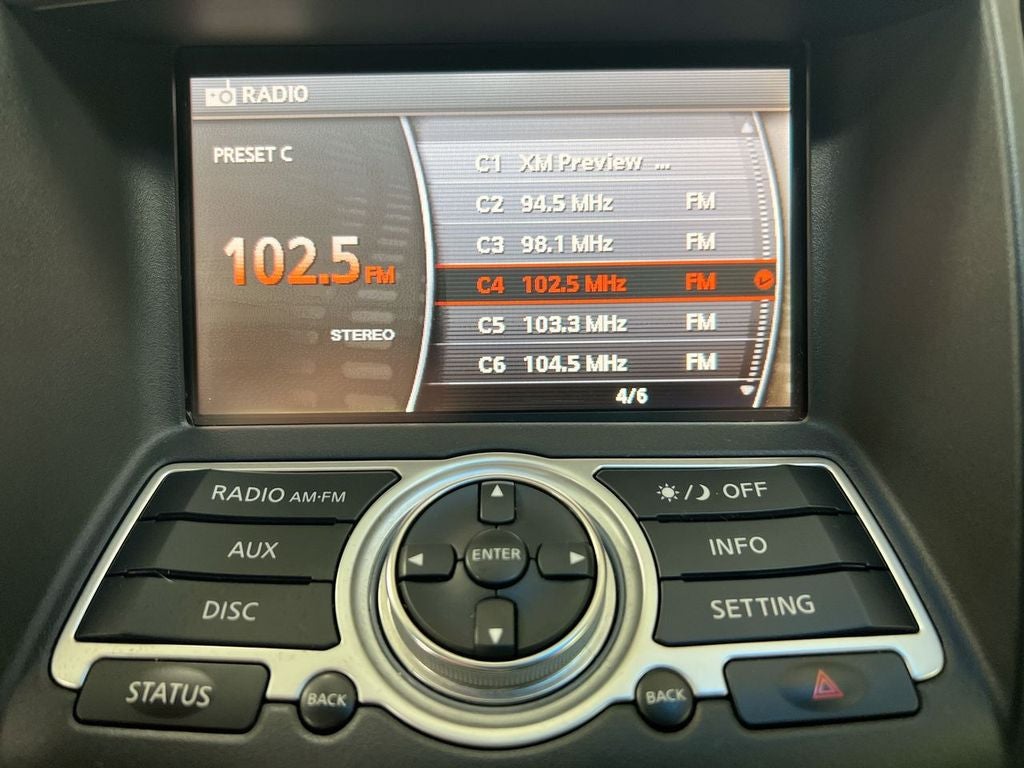 RADIO
PRESET C
102.5 FM
STEREO
C1 XM Preview ...
C2 94.5 MHz FM
C3 98.1 MHz FM
C4 102.5 MHz FM
C5 103.3 MHz FM
C6 104.5 MHz FM
4/6
RADIO AM·FM
AUX
DISC
ENTER
/ OFF
INFO
SETTING
STATUS
BACK
BACK